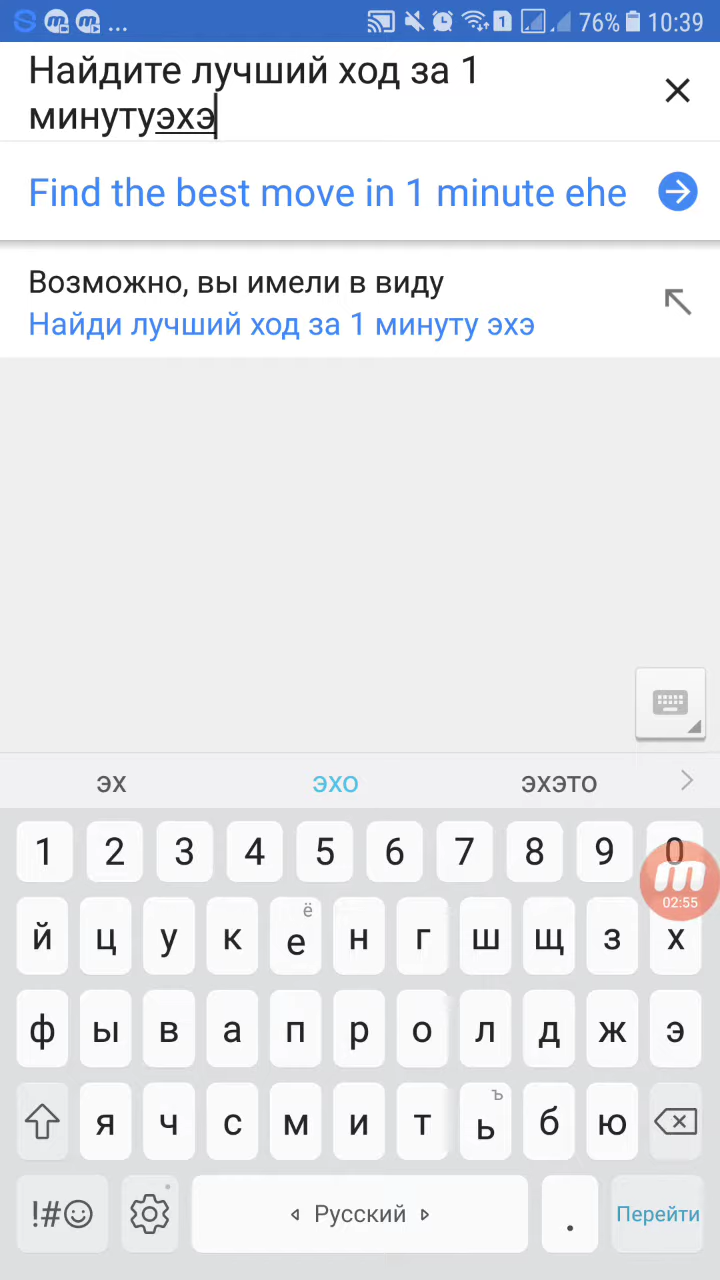 76% 10:39
Найдите лучший ход за 1
минутуэхэ
Find the best move in 1 minute ehe
Возможно, вы имели в виду
Найди лучший ход за 1 минуту эхэ
эх эхо эхэто
1 2 3 4 5 6 7 8 9 0
02:55
ё
й ц у к е н г ш щ з х
ф ы в а п р о л д ж э
ъ
я ч с м и т ь б ю
!#☺ Русский . Перейти